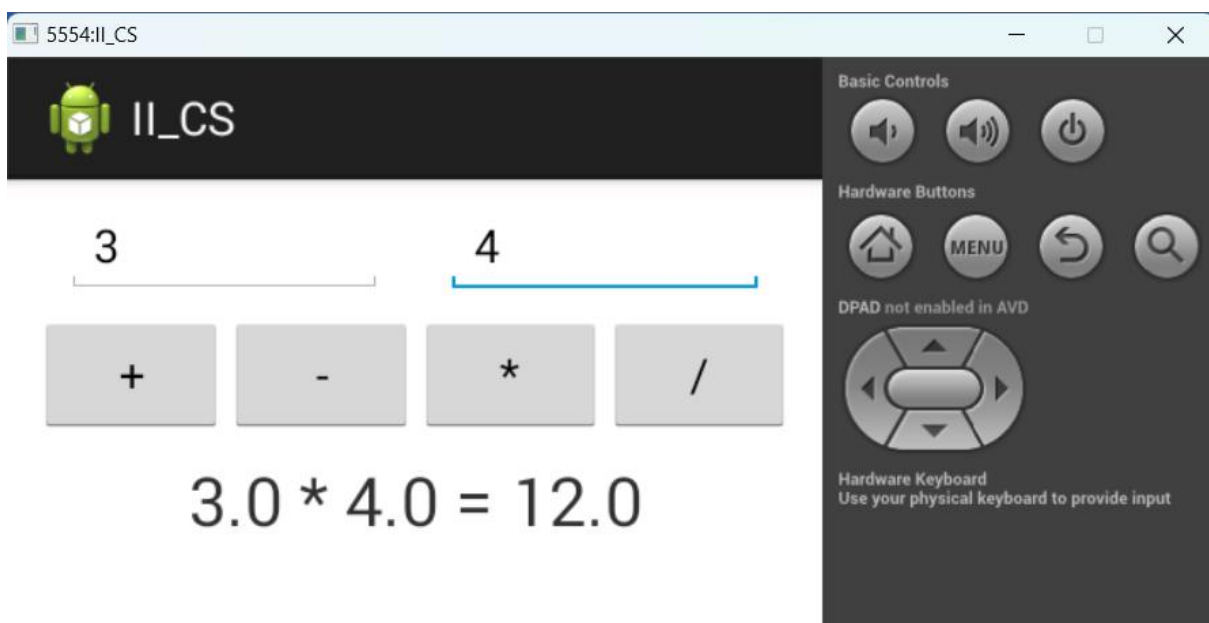 5554:II_CS
II_CS
3 4
+ - * /
3.0 * 4.0 = 12.0
Basic Controls
Hardware Buttons
MENU
DPAD not enabled in AVD
Hardware Keyboard
Use your physical keyboard to provide input